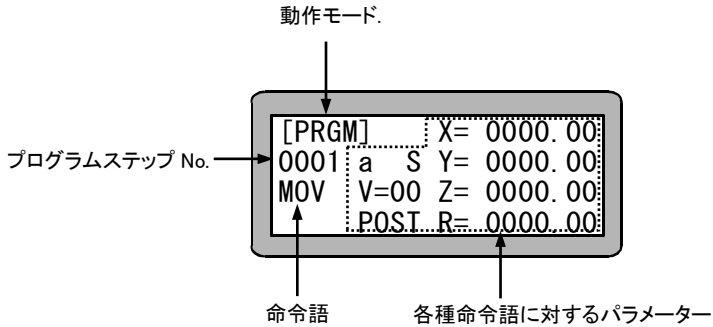 動作モード.
[PRGM] X= 0000.00
プログラムステップ No.
0001 a S Y= 0000.00
MOV V=00 Z= 0000.00
POST R= 0000.00
命令語
各種命令語に対するパラメーター